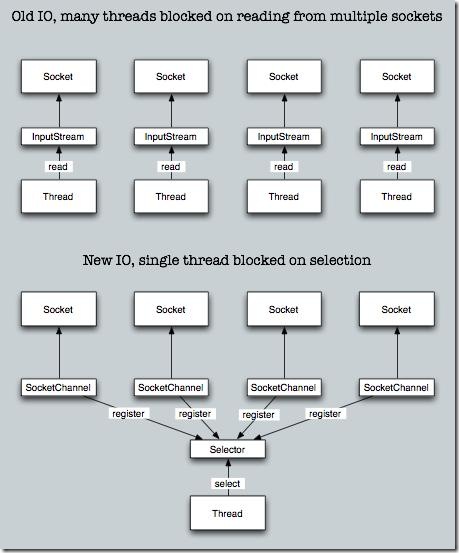 Old IO, many threads blocked on reading from multiple sockets
Socket Socket Socket Socket
InputStream InputStream InputStream InputStream
read read read read
Thread Thread Thread Thread
New IO, single thread blocked on selection
Socket Socket Socket Socket
SocketChannel SocketChannel SocketChannel SocketChannel
register register register register
Selector
select
Thread